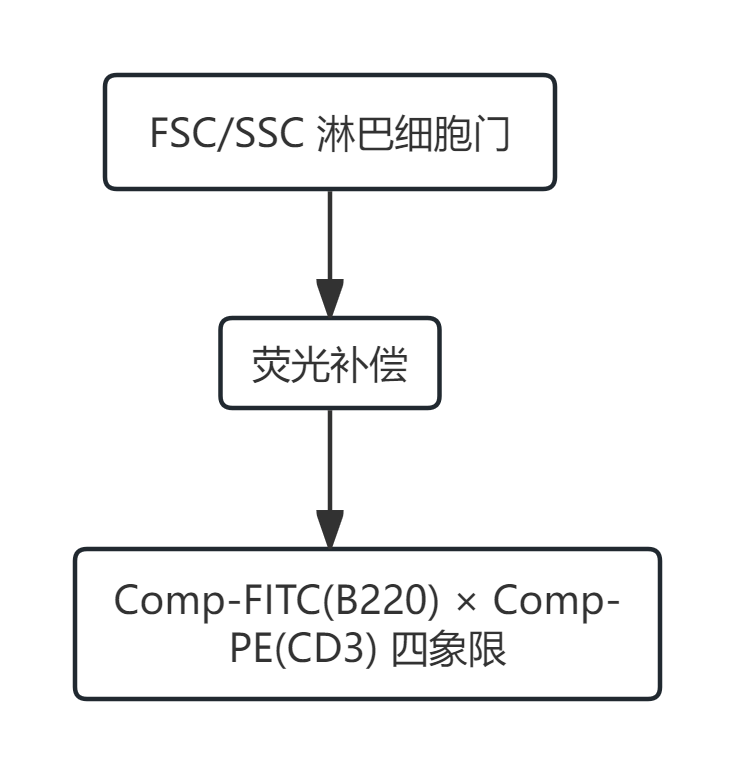 FSC/SSC 淋巴细胞门
荧光补偿
Comp-FITC(B220) × Comp-
PE(CD3) 四象限